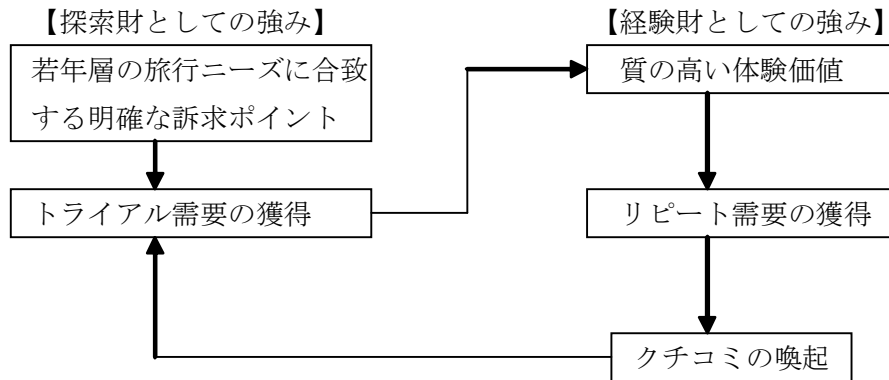 【探索財としての強み】
若年層の旅行ニーズに合致
する明確な訴求ポイント
トライアル需要の獲得
【経験財としての強み】
質の高い体験価値
リピート需要の獲得
クチコミの喚起